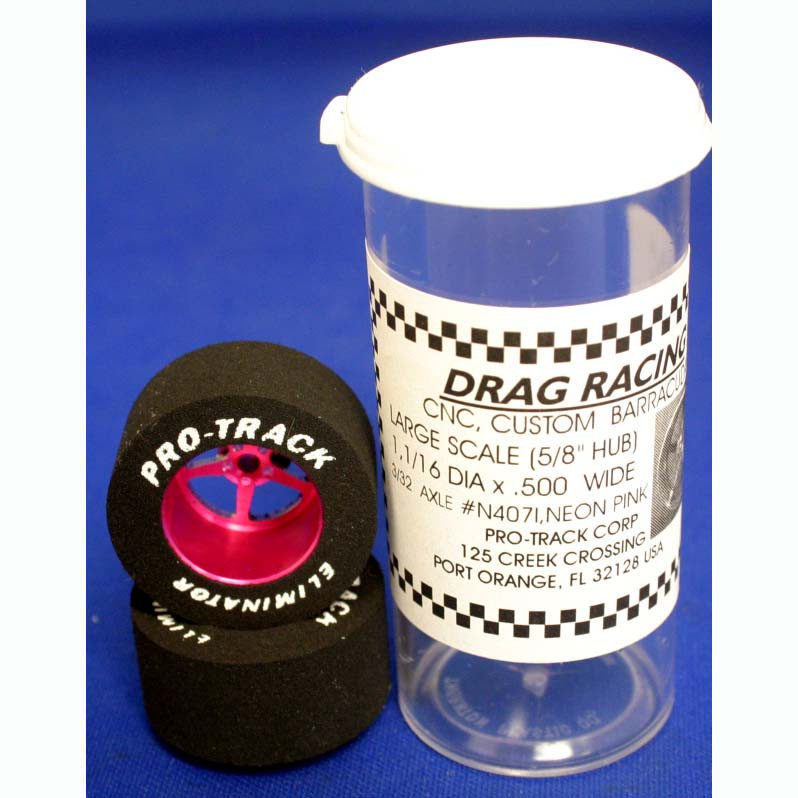 PRO-TRACK
ELIMINATOR
DRAG RACING
CNC, CUSTOM
LARGE SCALE (5/8" HUB)
1,1/16 DIA x .500 WIDE
3/32 AXLE #N407I,NEON PINK
PRO-TRACK CORP
125 CREEK CROSSING
PORT ORANGE, FL 32128 USA